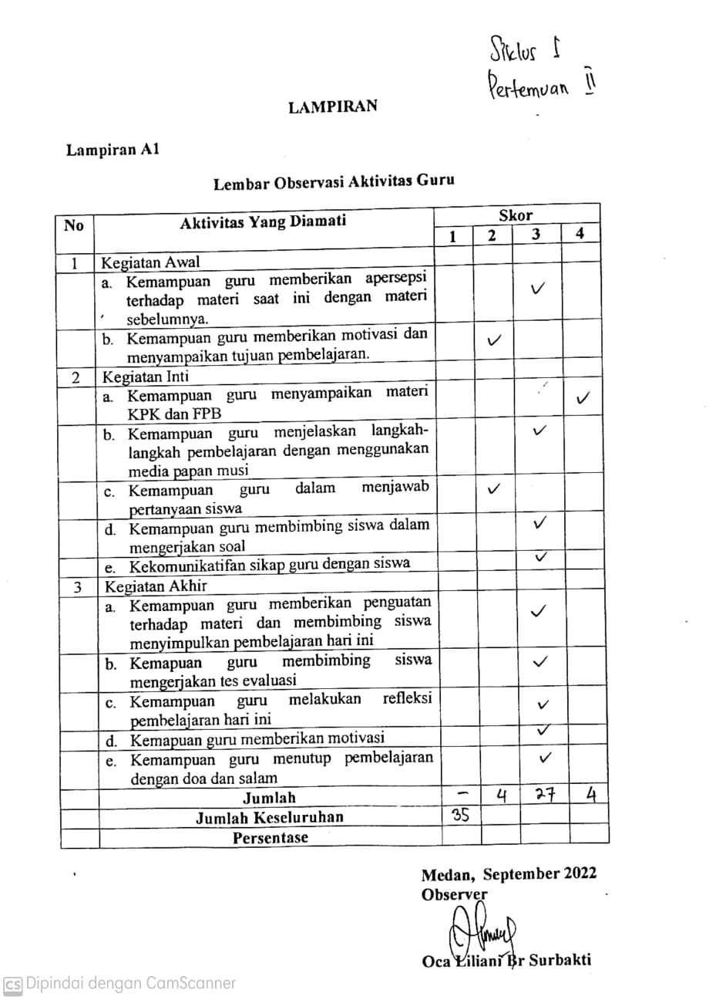 Siklus I
Pertemuan II
LAMPIRAN
Lampiran A1
Lembar Observasi Aktivitas Guru
No Aktivitas Yang Diamati Skor
1 2 3 4
1 Kegiatan Awal
a. Kemampuan guru memberikan apersepsi
terhadap materi saat ini dengan materi
sebelumnya. ✓
b. Kemampuan guru memberikan motivasi dan
menyampaikan tujuan pembelajaran. ✓
2 Kegiatan Inti
a. Kemampuan guru menyampaikan materi
KPK dan FPB ✓
b. Kemampuan guru menjelaskan langkah-
langkah pembelajaran dengan menggunakan
media papan musi ✓
c. Kemampuan guru dalam menjawab
pertanyaan siswa ✓
d. Kemampuan guru membimbing siswa dalam
mengerjakan soal ✓
e. Kekomunikatifan sikap guru dengan siswa ✓
3 Kegiatan Akhir
a. Kemampuan guru memberikan penguatan
terhadap materi dan membimbing siswa
menyimpulkan pembelajaran hari ini ✓
b. Kemapuan guru membimbing siswa
mengerjakan tes evaluasi ✓
c. Kemampuan guru melakukan refleksi
pembelajaran hari ini ✓
d. Kemapuan guru memberikan motivasi ✓
e. Kemampuan guru menutup pembelajaran
dengan doa dan salam ✓
Jumlah – 4 27 4
Jumlah Keseluruhan 35
Persentase
Medan, September 2022
Observer
Oca Liliani Br Surbakti
CS Dipindai dengan CamScanner